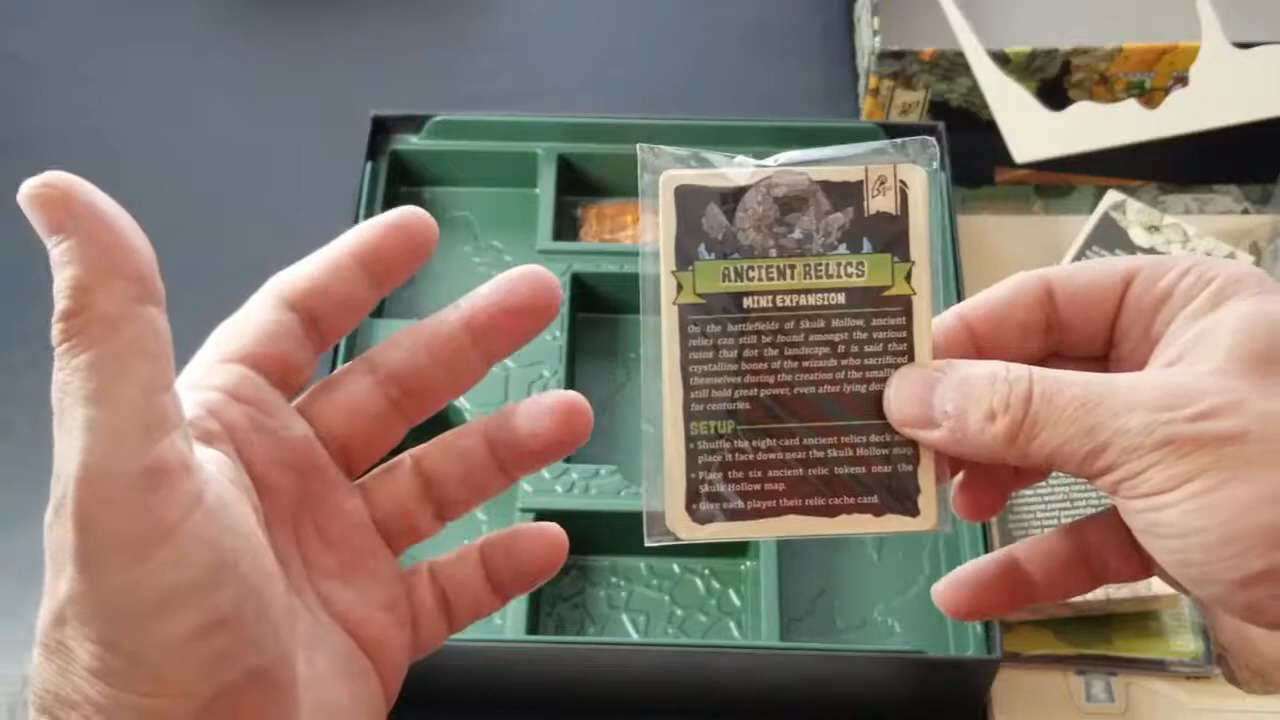 ANCIENT RELICS
MINI EXPANSION
On the battlefields of Skulk Hollow, ancient
relics can still be found amongst the various
ruins that dot the landscape. It is said that
crystalline bones of the wizards who sacrificed
themselves during the creation of the
still hold great power, even after lying
for centuries.
SETUP
• Shuffle the eight-card ancient relics deck
place it face down near the Skulk Hollow map.
• Place the six ancient relic tokens near the
Skulk Hollow map.
• Give each player their relic cache card.